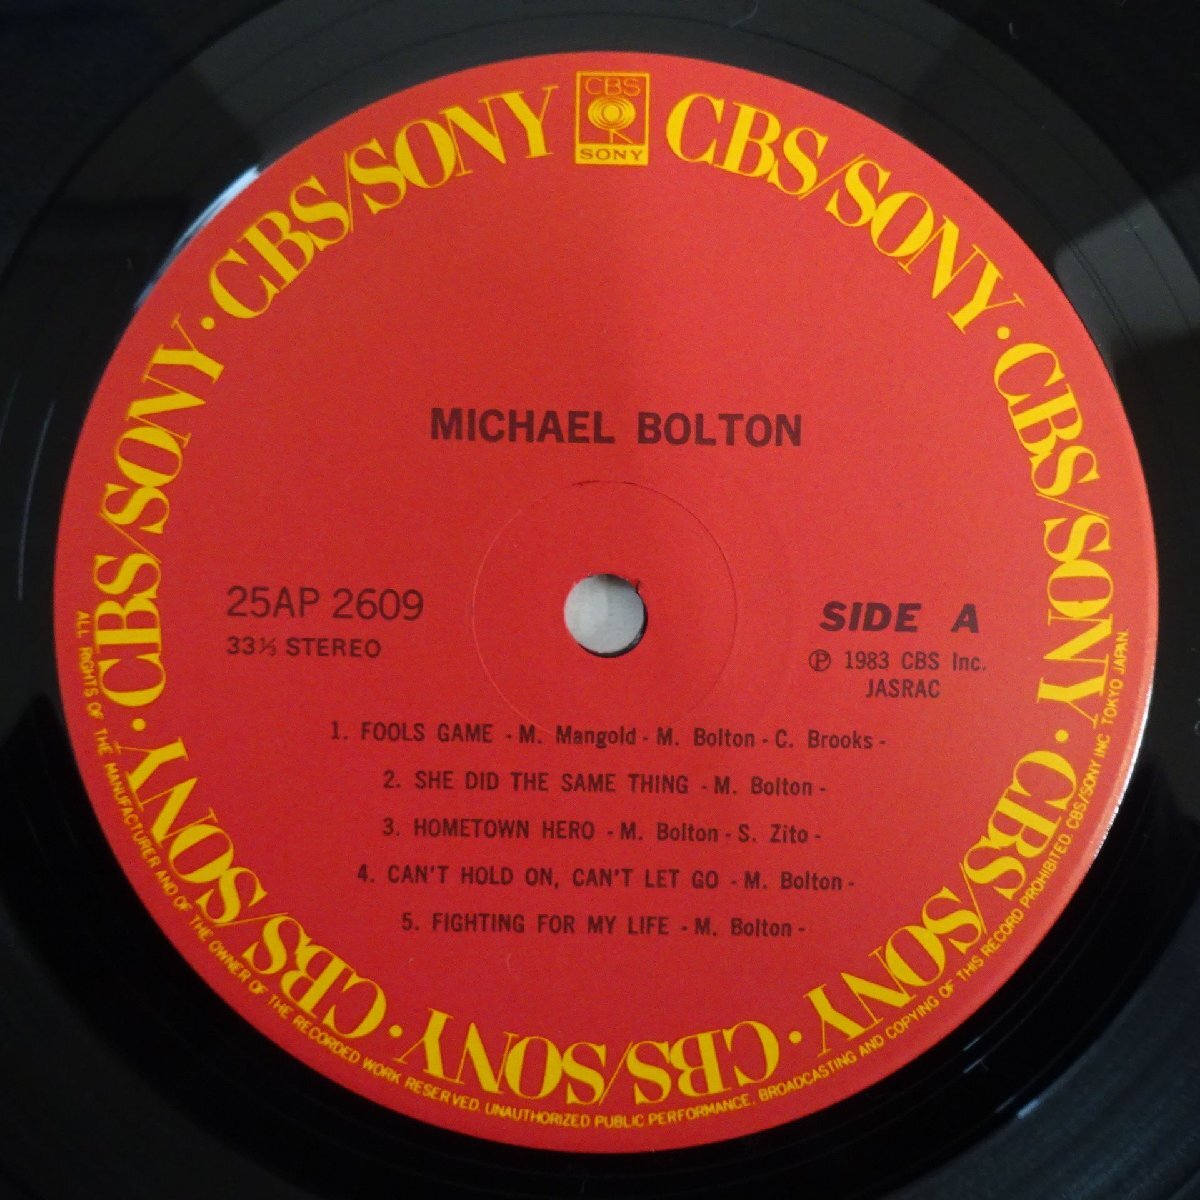 CBS
SONY
CBS/SONY · CBS/SONY · CBS/SONY · CBS/SONY · CBS/SONY · CBS/SONY · CBS/SONY · CBS/SONY
MICHAEL BOLTON
25AP 2609
33⅓ STEREO
SIDE A
Ⓟ 1983 CBS Inc.
JASRAC
1. FOOLS GAME - M. Mangold - M. Bolton - C. Brooks -
2. SHE DID THE SAME THING - M. Bolton -
3. HOMETOWN HERO - M. Bolton - S. Zito -
4. CAN'T HOLD ON, CAN'T LET GO - M. Bolton -
5. FIGHTING FOR MY LIFE - M. Bolton -
ALL RIGHTS OF THE MANUFACTURER AND OF THE OWNER OF THE RECORDED WORK RESERVED. UNAUTHORIZED PUBLIC PERFORMANCE, BROADCASTING AND COPYING OF THIS RECORD PROHIBITED. CBS/SONY INC TOKYO JAPAN.